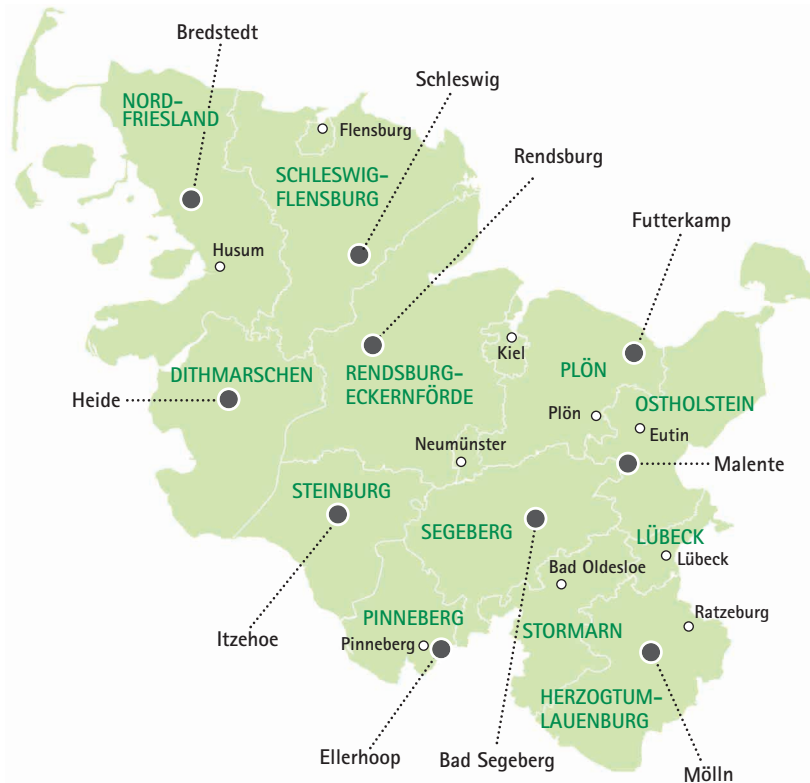 Bredstedt
Schleswig
NORD-
FRIESLAND
Flensburg
Rendsburg
SCHLESWIG-
FLENSBURG
Futterkamp
Husum
Kiel
DITHMARSCHEN
RENDSBURG-
ECKERNFÖRDE
PLÖN
Heide
OSTHOLSTEIN
Plön
Eutin
Neumünster
Malente
STEINBURG
SEGEBERG
LÜBECK
Lübeck
Bad Oldesloe
PINNEBERG
Ratzeburg
STORMARN
Itzehoe
Pinneberg
HERZOGTUM-
LAUENBURG
Ellerhoop
Bad Segeberg
Mölln